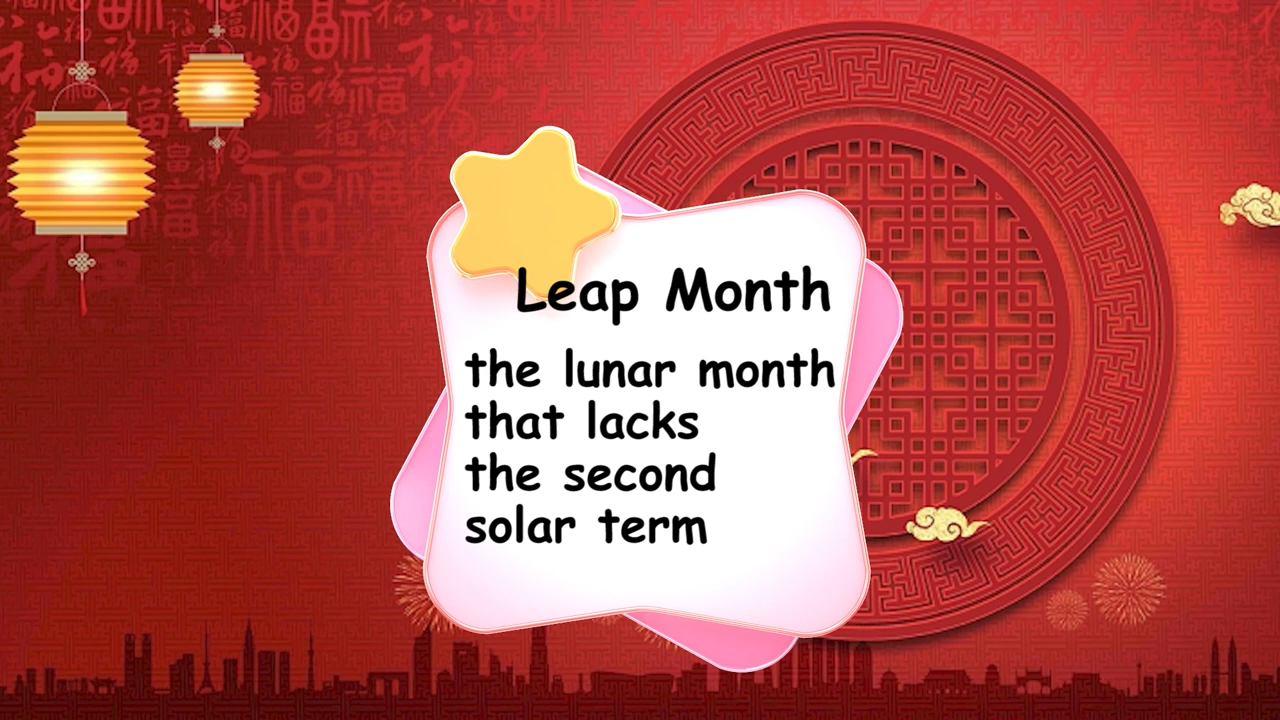 Leap Month
the lunar month
that lacks
the second
solar term